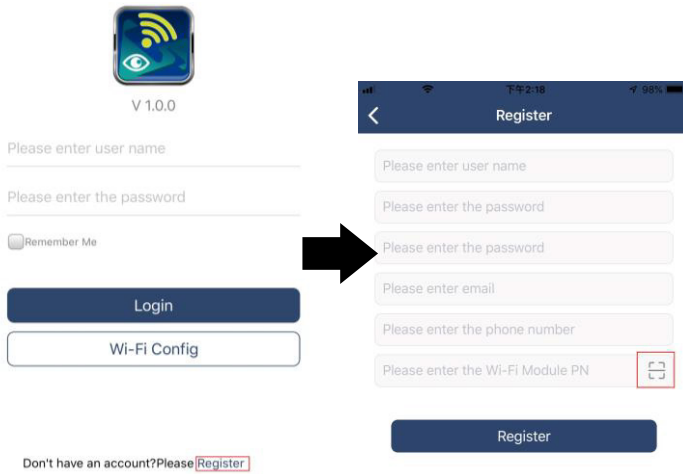 V 1.0.0
Please enter user name
Please enter the password
Remember Me
Login
Wi-Fi Config
Don't have an account?Please Register
下午2:18
98%
Register
Please enter user name
Please enter the password
Please enter the password
Please enter email
Please enter the phone number
Please enter the Wi-Fi Module PN
Register